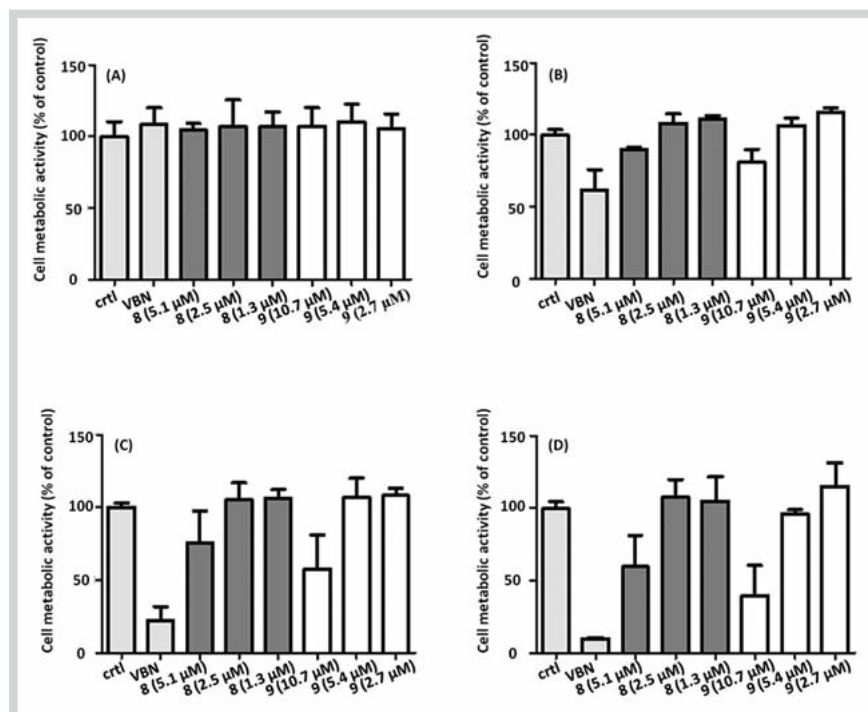 (A)
Cell metabolic activity (% of control)
150
100
50
0
crtl
VBN
8 (5.1 µM)
8 (2.5 µM)
8 (1.3 µM)
9 (10.7 µM)
9 (5.4 µM)
9 (2.7 µM)
(B)
Cell metabolic activity (% of control)
150
100
50
0
crtl
VBN
8 (5.1 µM)
8 (2.5 µM)
8 (1.3 µM)
9 (10.7 µM)
9 (5.4 µM)
9 (2.7 µM)
(C)
Cell metabolic activity (% of control)
150
100
50
0
crtl
VBN
8 (5.1 µM)
8 (2.5 µM)
8 (1.3 µM)
9 (10.7 µM)
9 (5.4 µM)
9 (2.7 µM)
(D)
Cell metabolic activity (% of control)
150
100
50
0
crtl
VBN
8 (5.1 µM)
8 (2.5 µM)
8 (1.3 µM)
9 (10.7 µM)
9 (5.4 µM)
9 (2.7 µM)